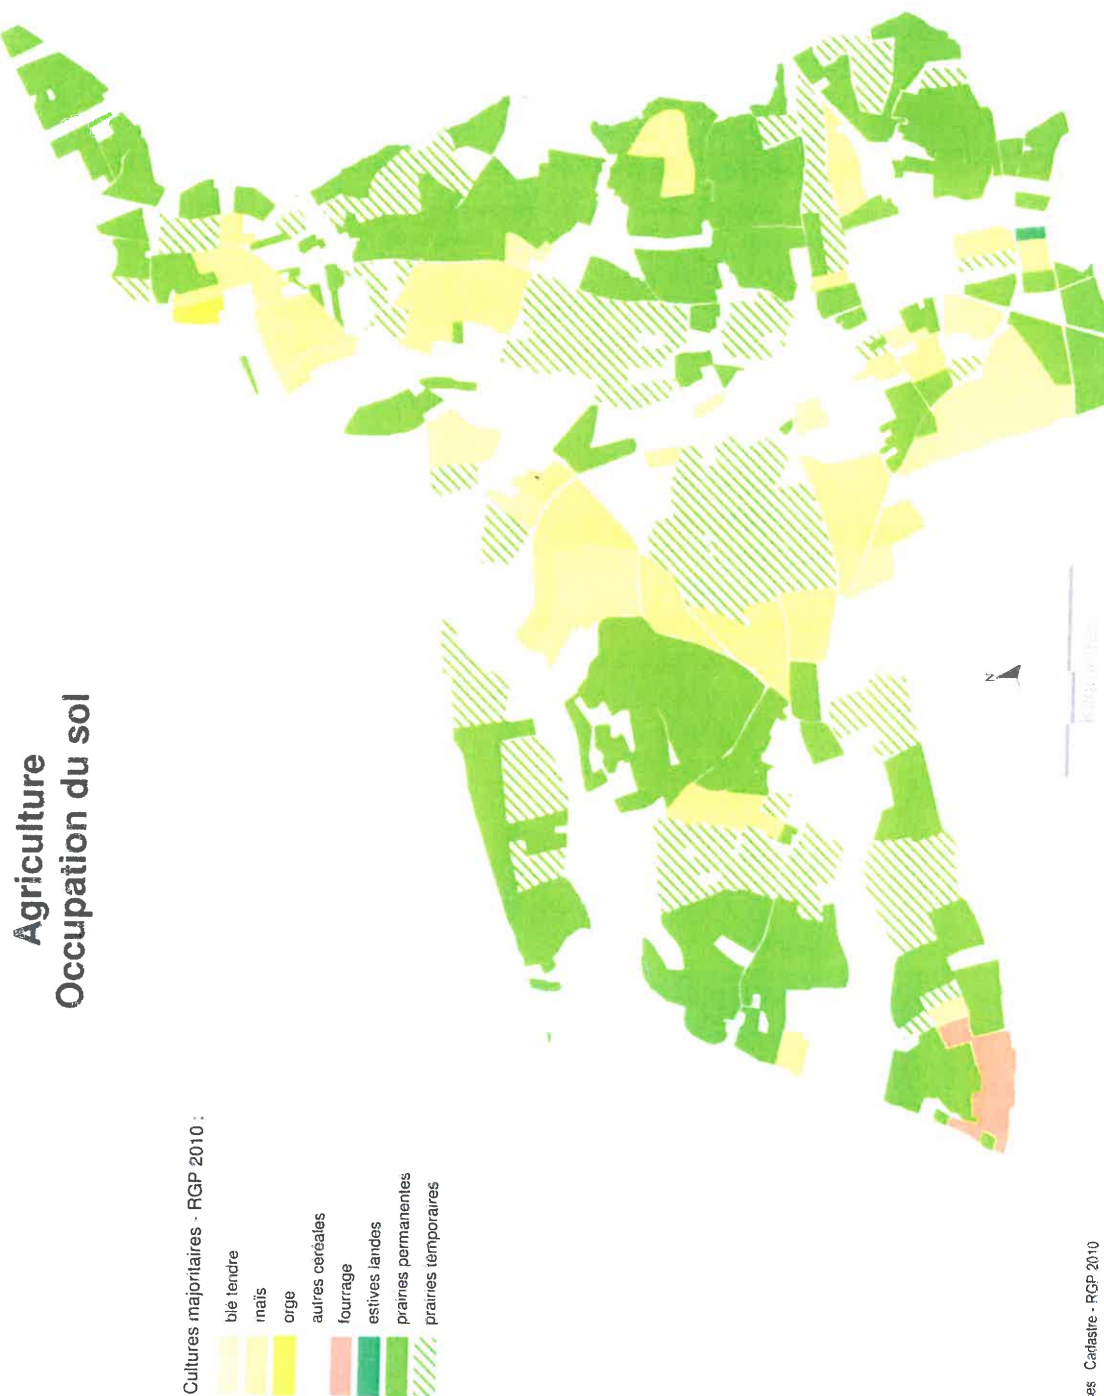 Agriculture
Occupation du sol
Cultures majoritaires - RGP 2010 :
blé tendre
maïs
orge
autres céréales
fourrage
estives landes
prairies permanentes
prairies temporaires
N
es Cadastre - RGP 2010